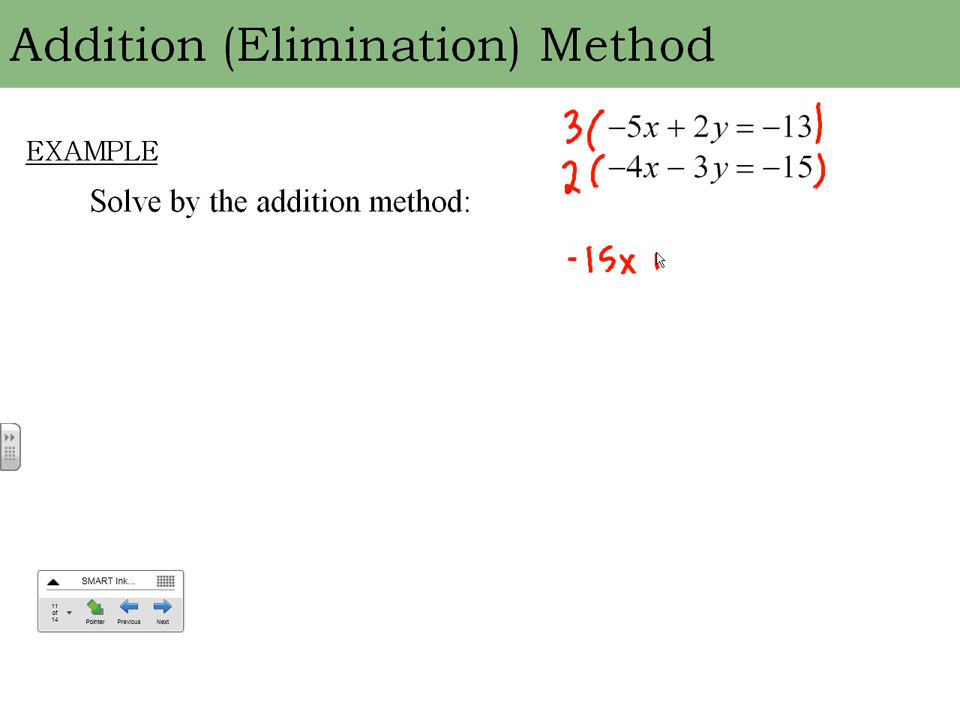 Addition (Elimination) Method
EXAMPLE
Solve by the addition method:
3(−5x + 2y = −13)
2(−4x − 3y = −15)
-15x
SMART Ink...
11
of
14
Pointer Previous Next